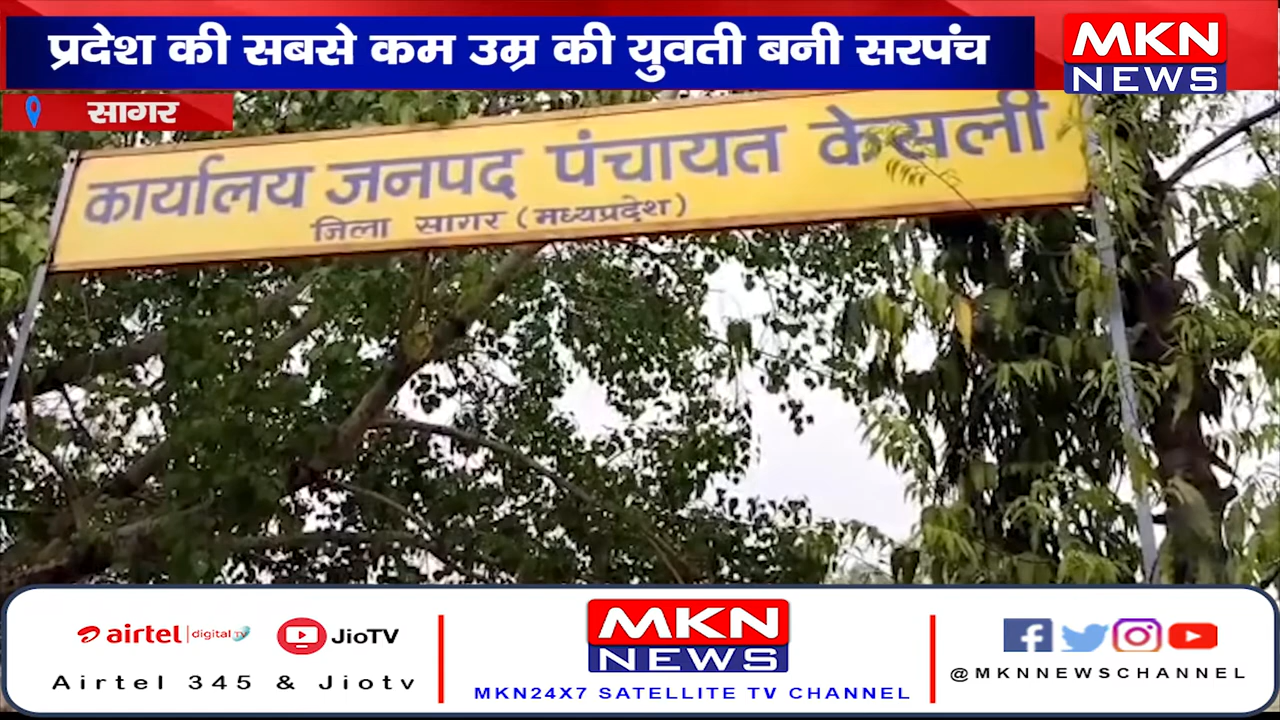 प्रदेश की सबसे कम उम्र की युवती बनी सरपंच
MKN
NEWS
सागर
कार्यालय जनपद पंचायत केसली
जिला सागर (मध्यप्रदेश)
airtel digital TV
JioTV
Airtel 345 & Jiotv
MKN
NEWS
MKN24X7 SATELLITE TV CHANNEL
@MKNNEWSCHANNEL